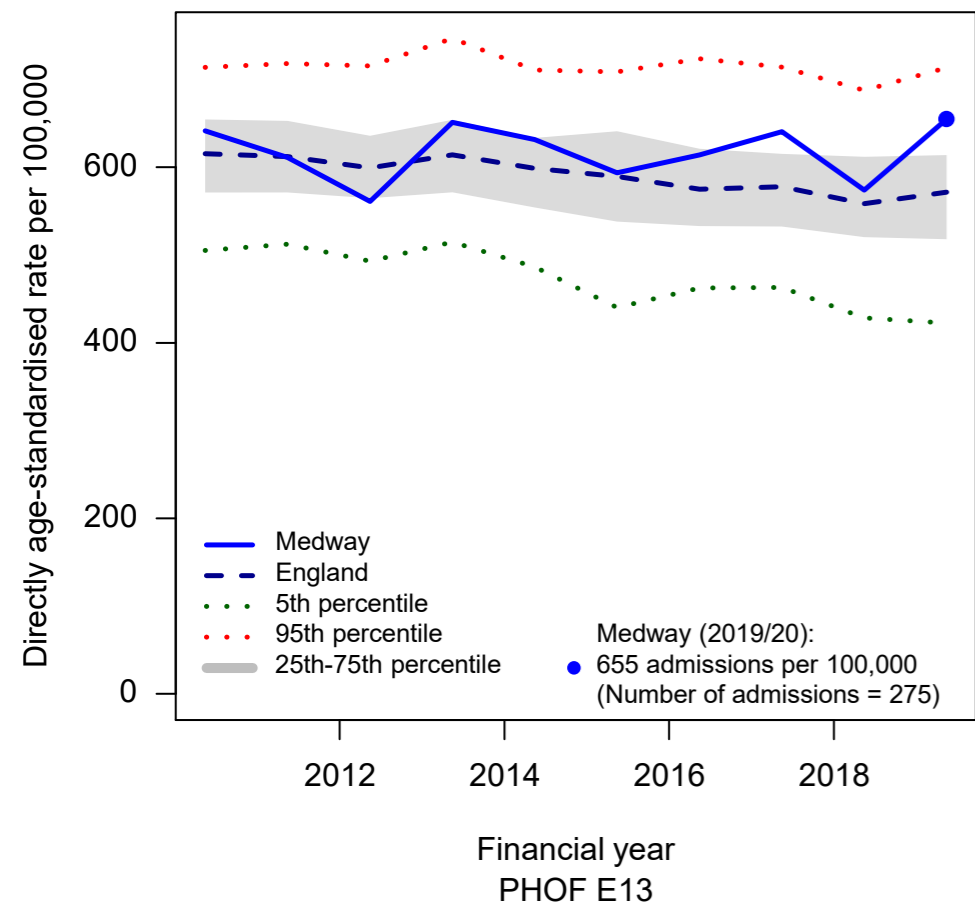 Directly age-standardised rate per 100,000
600
400
200
0
Medway
England
5th percentile
95th percentile
25th-75th percentile
Medway (2019/20):
655 admissions per 100,000
(Number of admissions = 275)
2012
2014
2016
2018
Financial year
PHOF E13